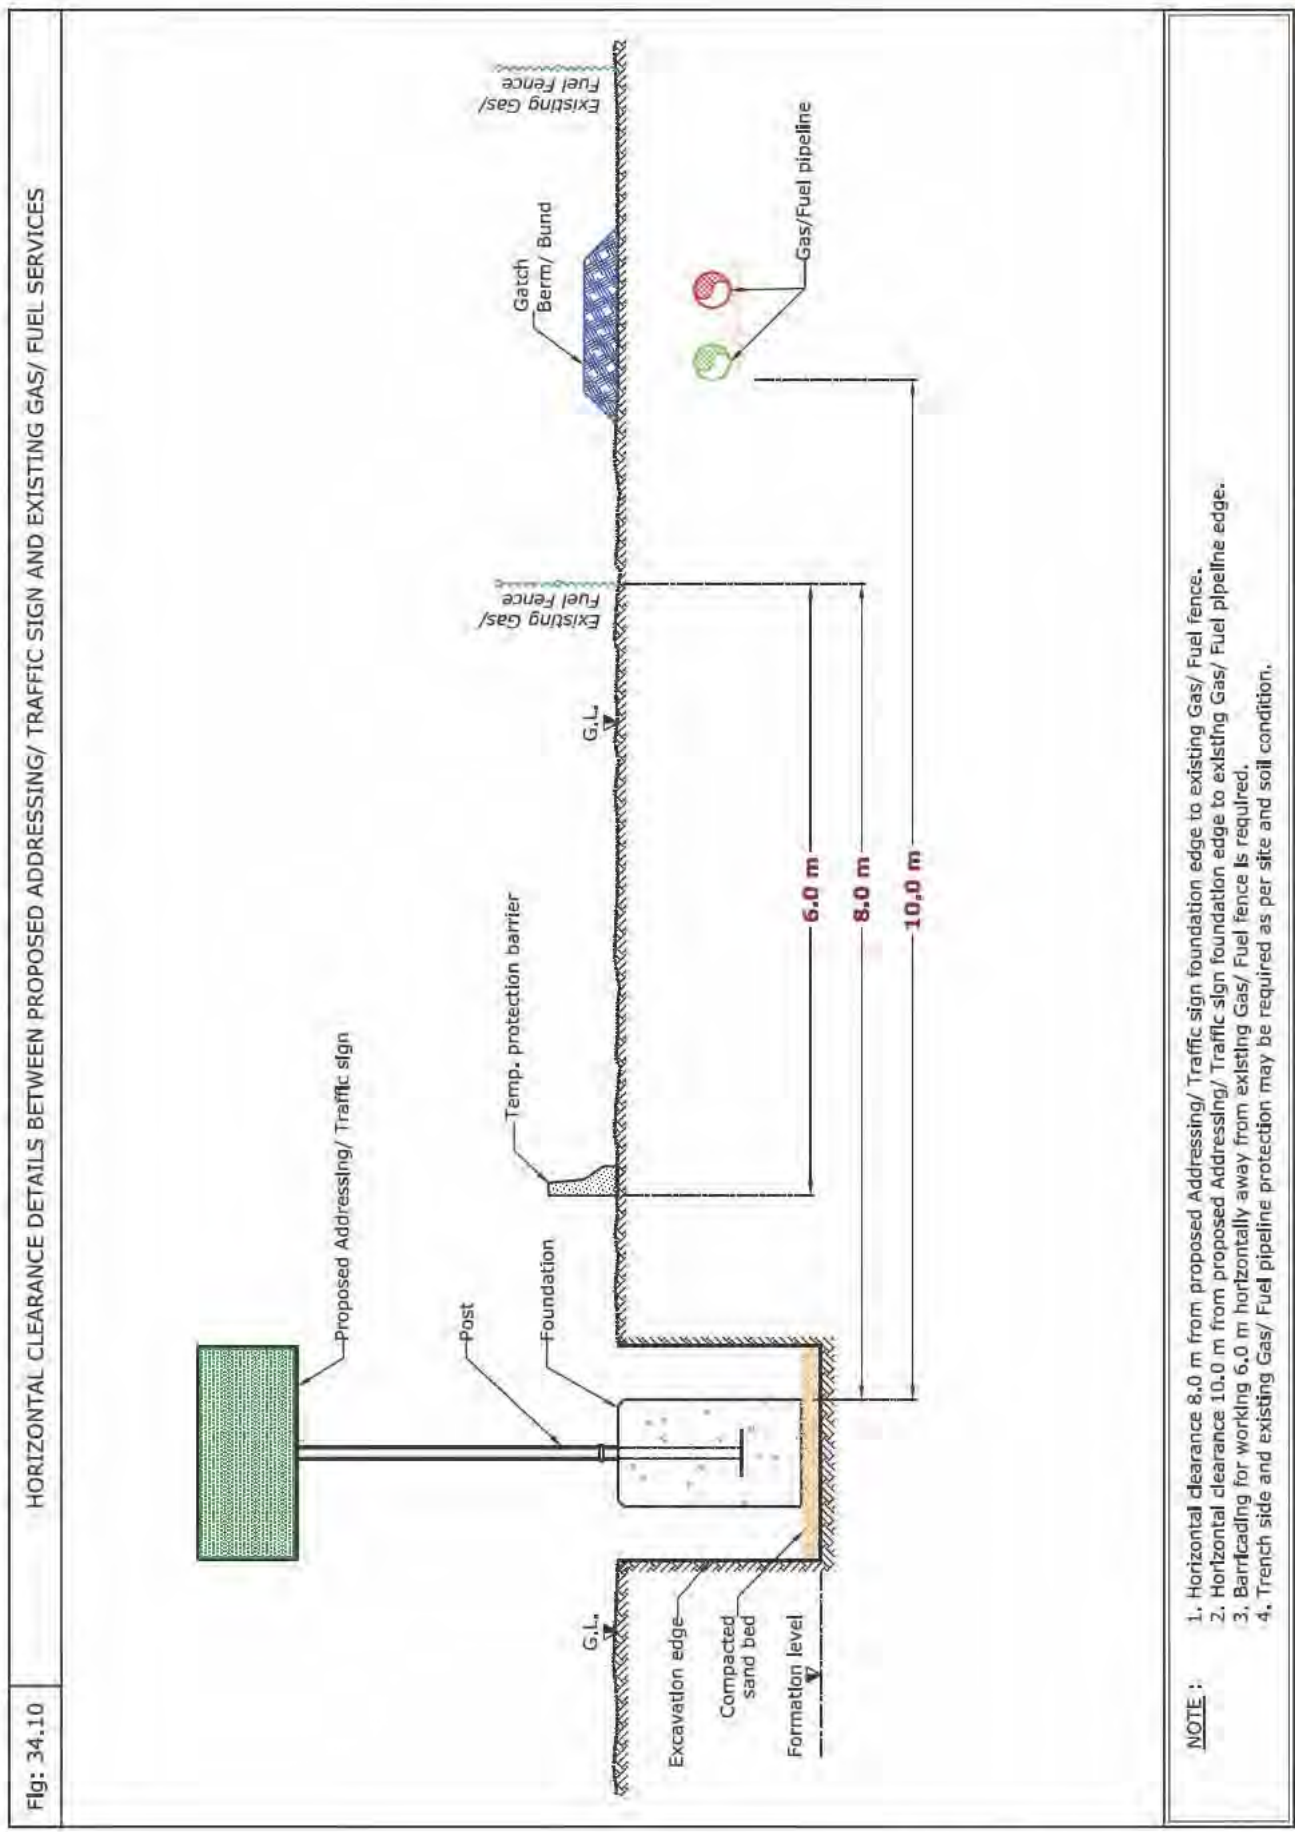 Fig: 34.10
HORIZONTAL CLEARANCE DETAILS BETWEEN PROPOSED ADDRESSING/ TRAFFIC SIGN AND EXISTING GAS/ FUEL SERVICES
Proposed Addressing/ Traffic sign
Post
Foundation
Temp. protection barrier
G.L.
G.L.
Existing Gas/
Fuel Fence
Gatch
Berm/ Bund
Existing Gas/
Fuel Fence
Excavation edge
Compacted
sand bed
Formation level
Gas/Fuel pipeline
6.0 m
8.0 m
10.0 m
NOTE :
1. Horizontal clearance 8.0 m from proposed Addressing/ Traffic sign foundation edge to existing Gas/ Fuel fence.
2. Horizontal clearance 10.0 m from proposed Addressing/ Traffic sign foundation edge to existing Gas/ Fuel pipeline edge.
3. Barricading for working 6.0 m horizontally away from existing Gas/ Fuel fence is required.
4. Trench side and existing Gas/ Fuel pipeline protection may be required as per site and soil condition.